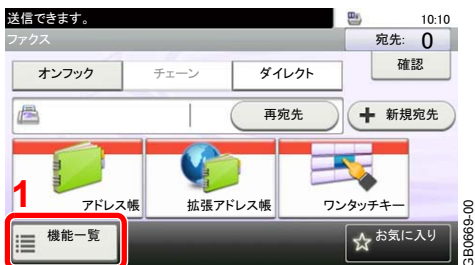 送信できます。
10:10
ファクス
宛先: 0
オンフック
チェーン
ダイレクト
確認
再宛先
+ 新規宛先
アドレス帳
拡張アドレス帳
ワンタッチキー
1
機能一覧
お気に入り
GB0669-00